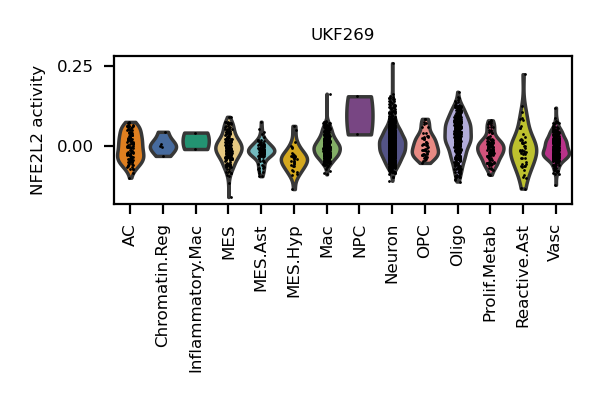 UKF269
NFE2L2 activity
0.25
0.00
AC
Chromatin.Reg
Inflammatory.Mac
MES
MES.Ast
MES.Hyp
Mac
NPC
Neuron
OPC
Oligo
Prolif.Metab
Reactive.Ast
Vasc